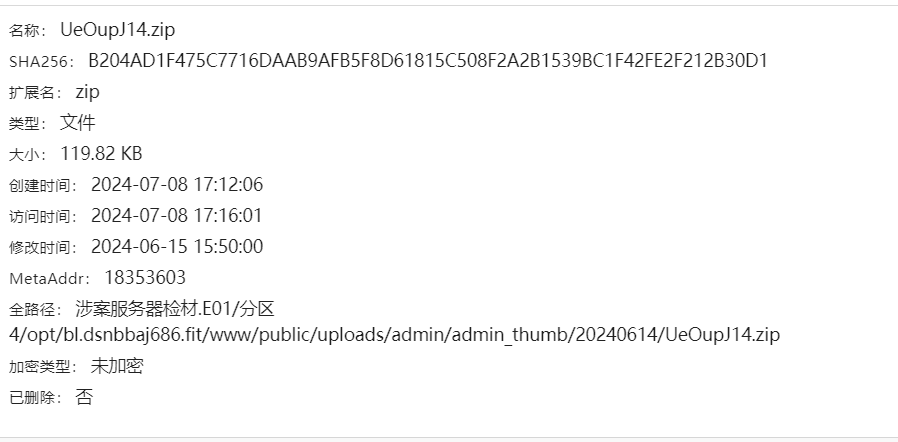 名称： UeOupJ14.zip
SHA256： B204AD1F475C7716DAAB9AFB5F8D61815C508F2A2B1539BC1F42FE2F212B30D1
扩展名： zip
类型： 文件
大小： 119.82 KB
创建时间： 2024-07-08 17:12:06
访问时间： 2024-07-08 17:16:01
修改时间： 2024-06-15 15:50:00
MetaAddr： 18353603
全路径： 涉案服务器检材.E01/分区
4/opt/bl.dsnbbaj686.fit/www/public/uploads/admin/admin_thumb/20240614/UeOupJ14.zip
加密类型： 未加密
已删除： 否